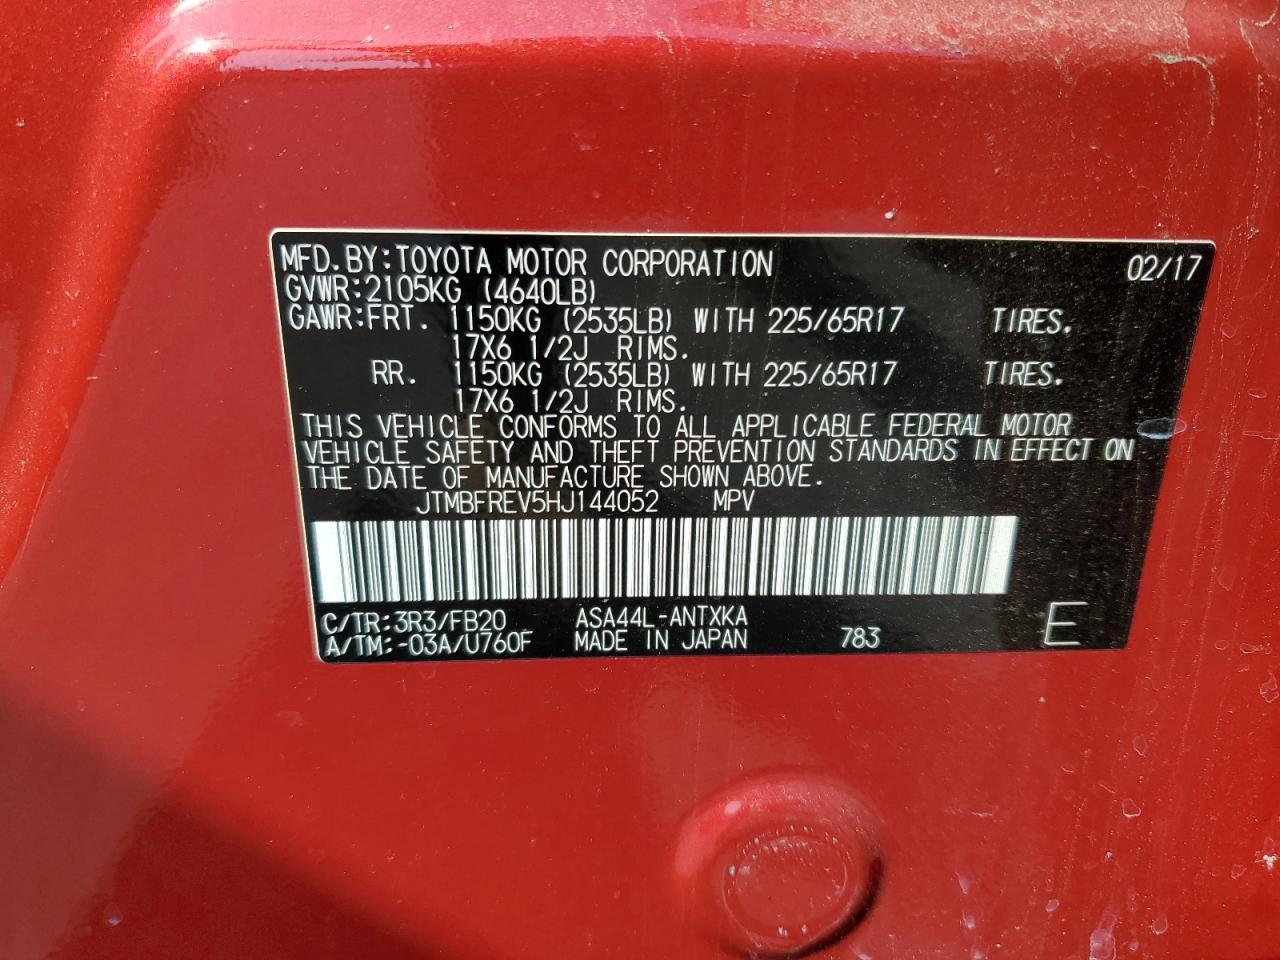 MFD.BY:TOYOTA MOTOR CORPORATION 02/17
GVWR:2105KG (4640LB)
GAWR:FRT. 1150KG (2535LB) WITH 225/65R17 TIRES.
17X6 1/2J RIMS.
RR. 1150KG (2535LB) WITH 225/65R17 TIRES.
17X6 1/2J RIMS.
THIS VEHICLE CONFORMS TO ALL APPLICABLE FEDERAL MOTOR
VEHICLE SAFETY AND THEFT PREVENTION STANDARDS IN EFFECT ON
THE DATE OF MANUFACTURE SHOWN ABOVE.
JTMBFREV5HJ144052 MPV
C/TR:3R3/FB20 ASA44L-ANTXKA
A/TM:-03A/U760F MADE IN JAPAN 783 E